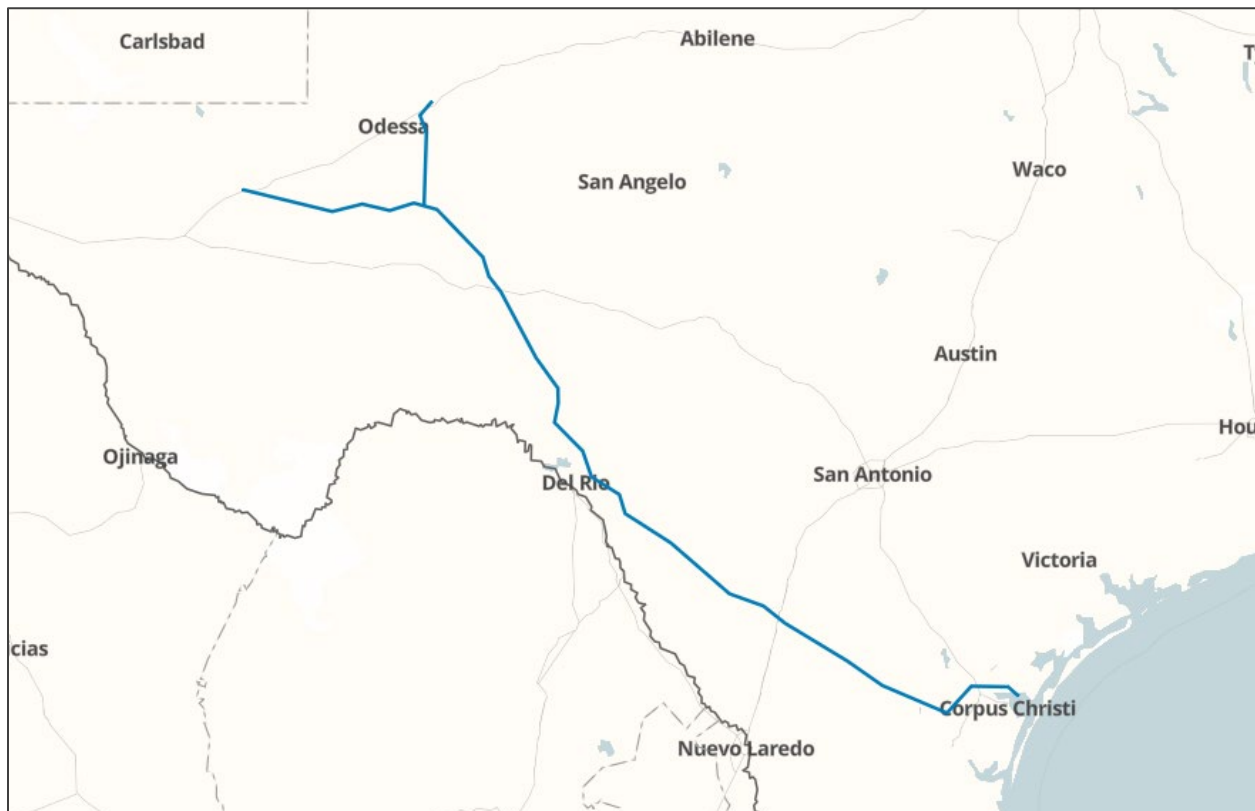 Carlsbad
Abilene
Ty
Odessa
Waco
San Angelo
Austin
Hou
Ojinaga
San Antonio
Del Rio
Victoria
cias
Corpus Christi
Nuevo Laredo